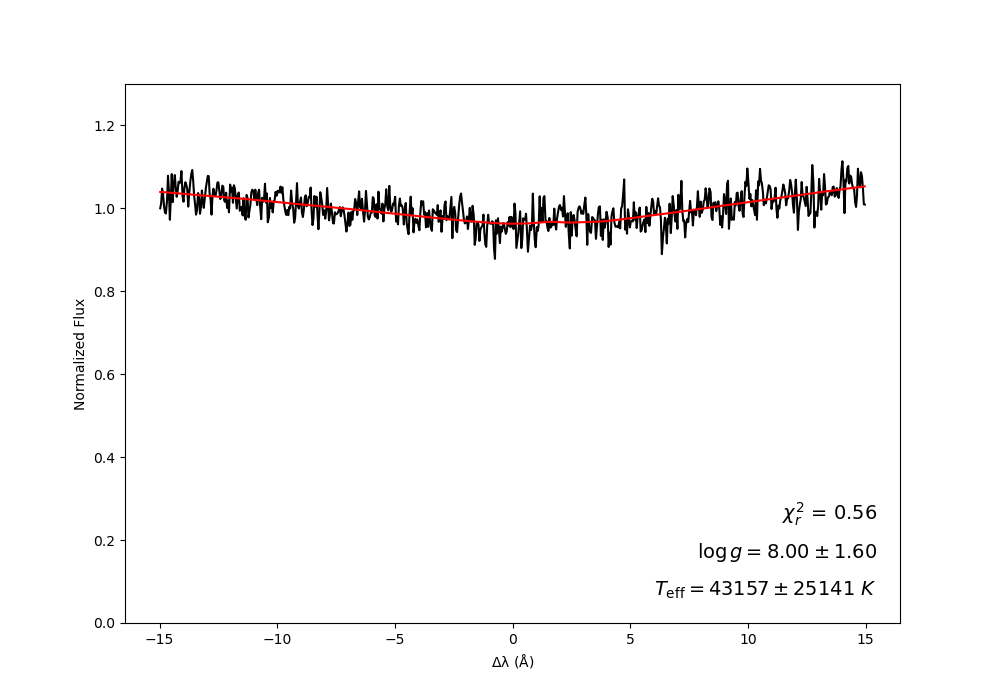 Normalized Flux
1.2
1.0
0.8
0.6
0.4
0.2
0.0
χ²ᵣ = 0.56
log g = 8.00 ± 1.60
T_eff = 43157 ± 25141 K
−15 −10 −5 0 5 10 15
Δλ (Å)